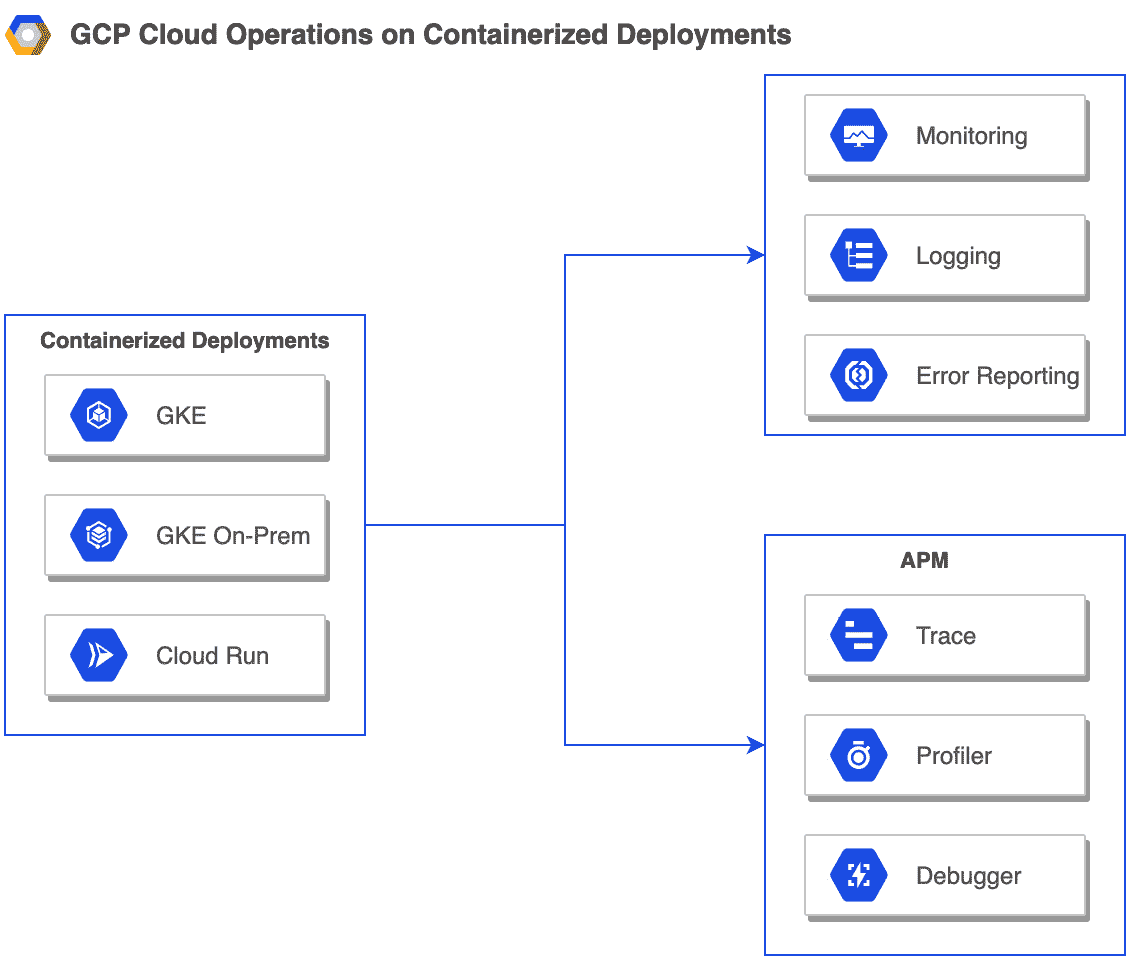 GCP Cloud Operations on Containerized Deployments
Containerized Deployments
GKE
GKE On-Prem
Cloud Run
Monitoring
Logging
Error Reporting
APM
Trace
Profiler
Debugger